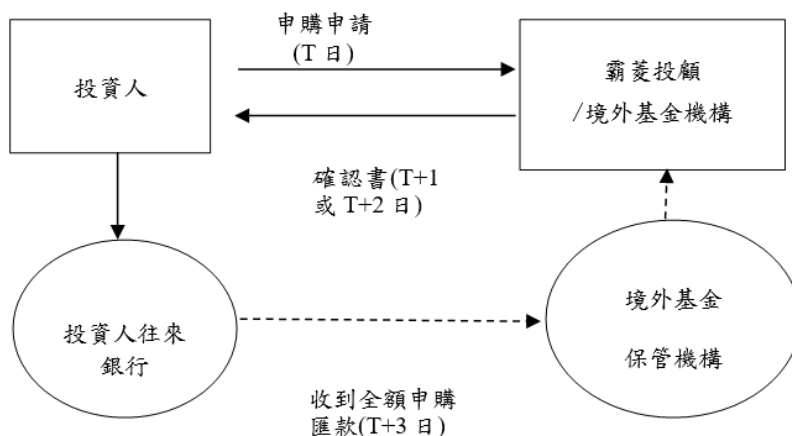 申購申請
(T 日)
投資人
霸菱投顧
/境外基金機構
確認書(T+1
或 T+2 日)
投資人往來
銀行
境外基金
保管機構
收到全額申購
匯款(T+3 日)